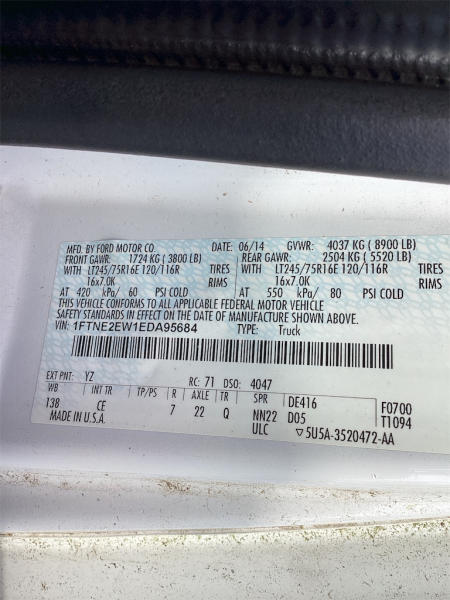 MFD. BY FORD MOTOR CO. DATE: 06/14 GVWR: 4037 KG ( 8900 LB)
FRONT GAWR: 1724 KG ( 3800 LB) REAR GAWR: 2504 KG ( 5520 LB)
WITH LT245/75R16E 120/116R TIRES WITH LT245/75R16E 120/116R TIRES
16x7.0K RIMS 16x7.0K RIMS
AT 420 kPa/ 60 PSI COLD AT 550 kPa/ 80 PSI COLD
THIS VEHICLE CONFORMS TO ALL APPLICABLE FEDERAL MOTOR VEHICLE
SAFETY STANDARDS IN EFFECT ON THE DATE OF MANUFACTURE SHOWN ABOVE.
VIN: 1FTNE2EW1EDA95684 TYPE: Truck
EXT PNT: YZ RC: 71 DSO: 4047
WB INT TR TP/PS R AXLE TR SPR DE416 F0700
138 CE 7 22 Q NN22 D05 T1094
MADE IN U.S.A. ULC ▽5U5A-3520472-AA